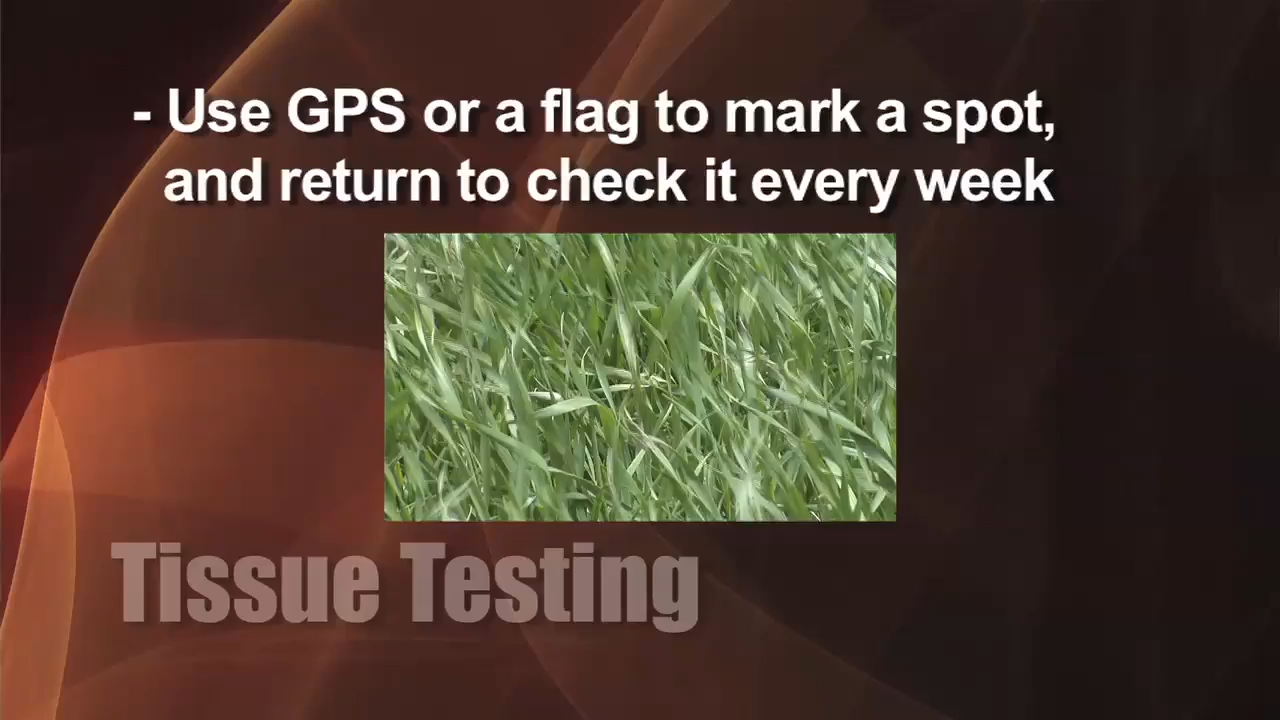 - Use GPS or a flag to mark a spot,
and return to check it every week
Tissue Testing